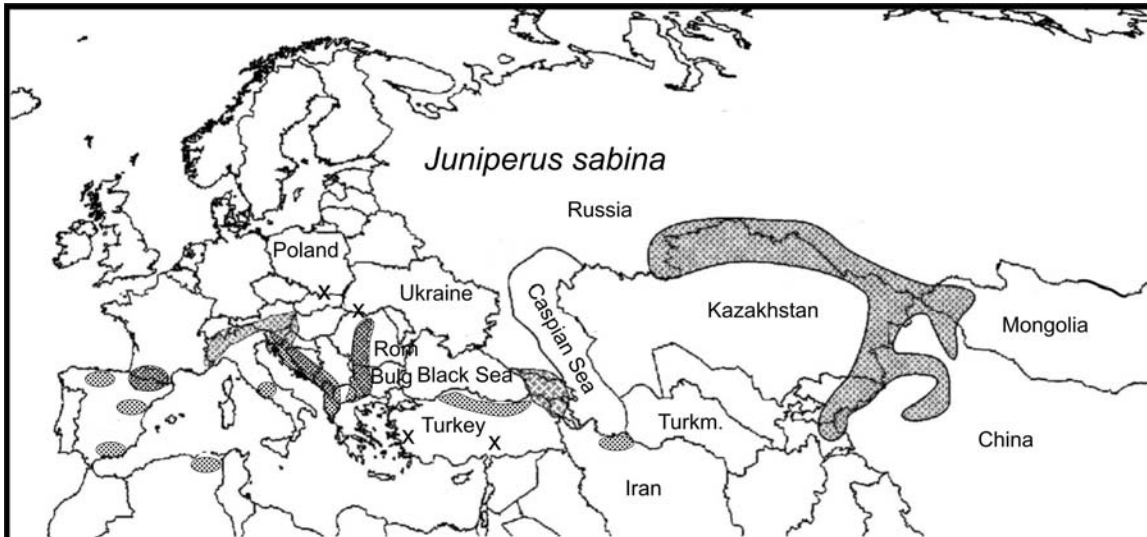 Juniperus sabina
Russia
Poland
X
Ukraine
X
Caspian Sea
Kazakhstan
Mongolia
Rom
Bulg
Black Sea
Turkey
X
X
Turkm.
China
Iran